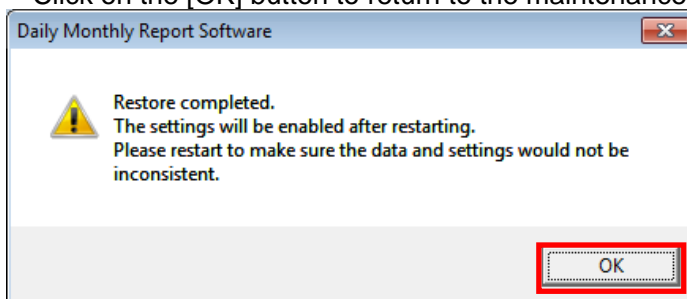 Click on the [OK] button to return to the maintenance
Daily Monthly Report Software
Restore completed.
The settings will be enabled after restarting.
Please restart to make sure the data and settings would not be
inconsistent.
OK